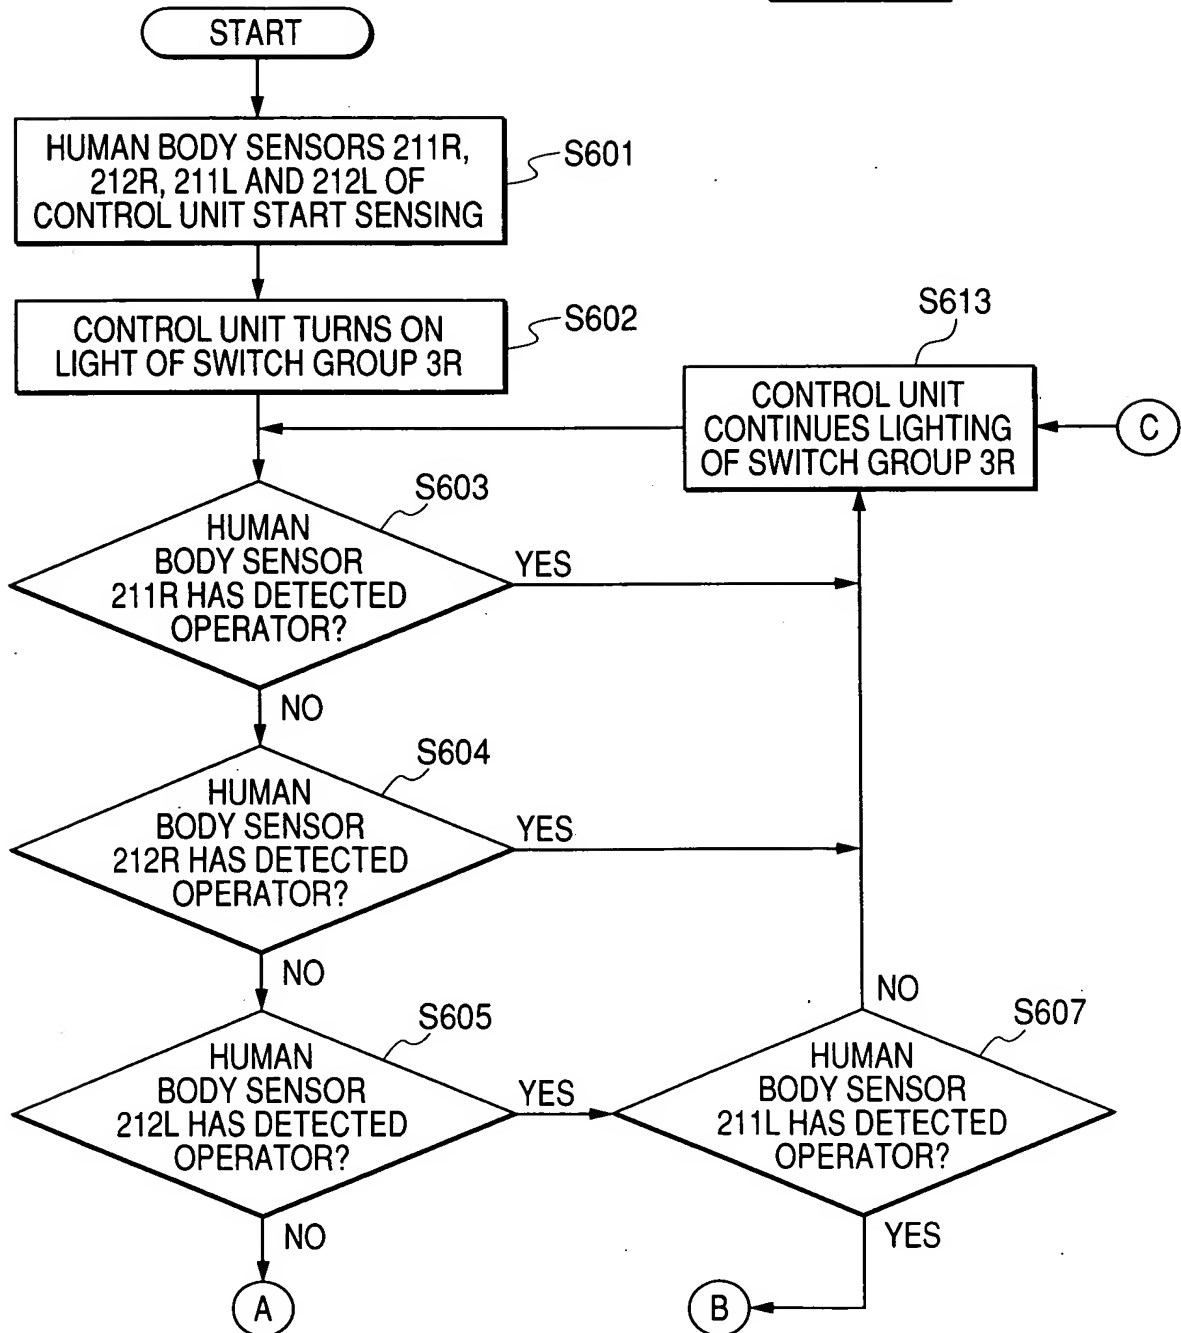 START
HUMAN BODY SENSORS 211R,
212R, 211L AND 212L OF
CONTROL UNIT START SENSING
S601
CONTROL UNIT TURNS ON
LIGHT OF SWITCH GROUP 3R
S602
S613
CONTROL UNIT
CONTINUES LIGHTING
OF SWITCH GROUP 3R
C
S603
HUMAN
BODY SENSOR
211R HAS DETECTED
OPERATOR?
YES
NO
S604
HUMAN
BODY SENSOR
212R HAS DETECTED
OPERATOR?
YES
NO
S605
HUMAN
BODY SENSOR
212L HAS DETECTED
OPERATOR?
YES
NO
S607
HUMAN
BODY SENSOR
211L HAS DETECTED
OPERATOR?
NO
YES
A
B